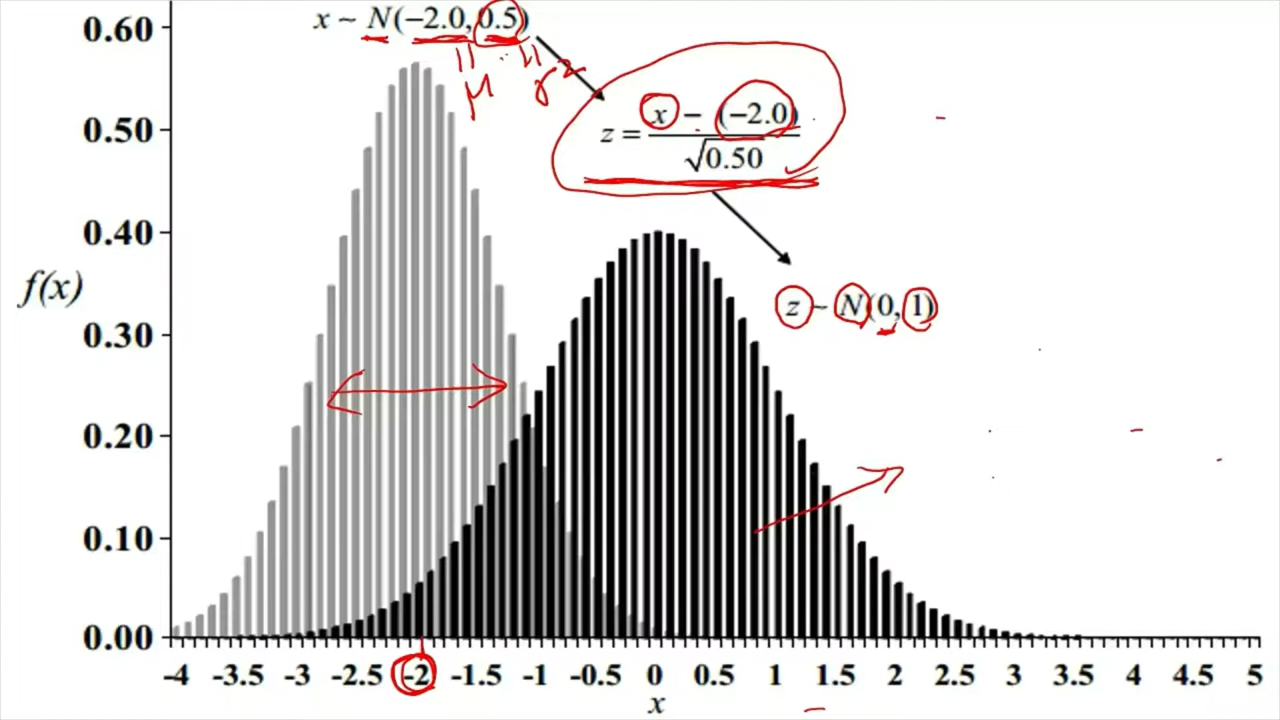 0.60
x ~ N(−2.0, 0.5)
μ σ²
z = x − (−2.0) / √0.50
0.50
0.40
f(x)
z ~ N(0, 1)
0.30
0.20
0.10
0.00
-4 -3.5 -3 -2.5 -2 -1.5 -1 -0.5 0 0.5 1 1.5 2 2.5 3 3.5 4 4.5 5
x